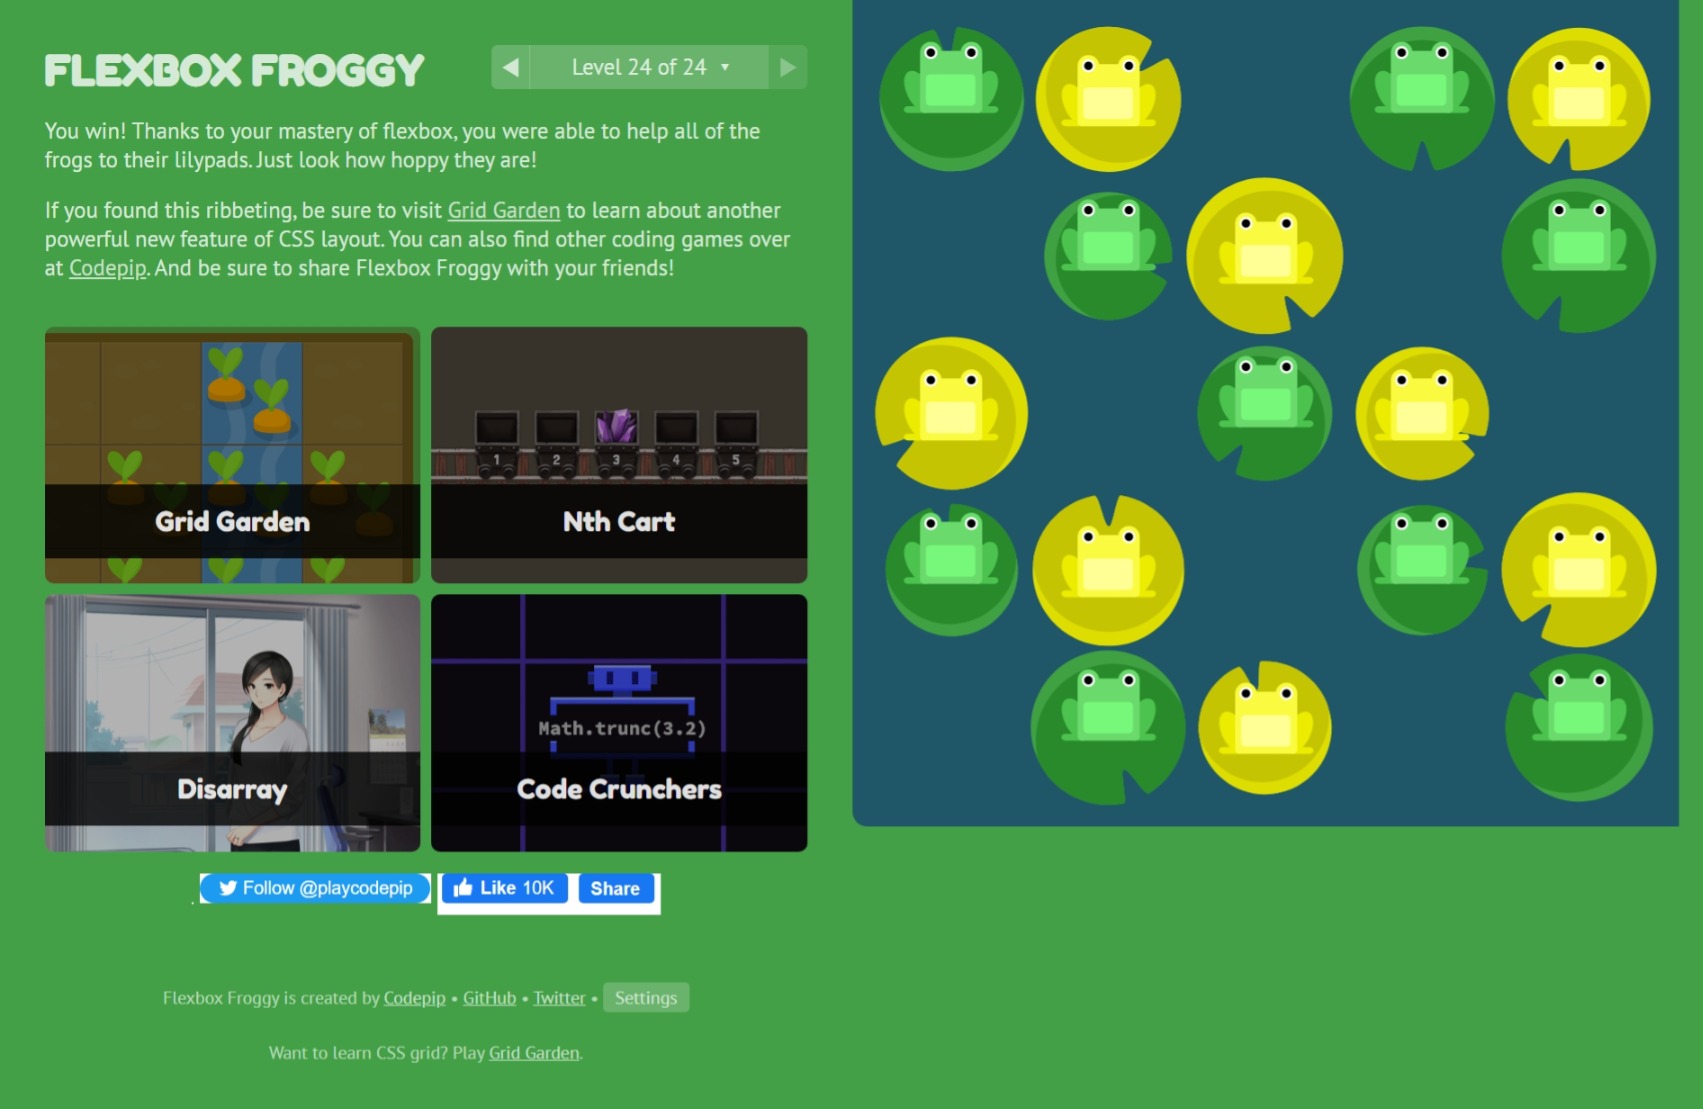 FLEXBOX FROGGY
Level 24 of 24
You win! Thanks to your mastery of flexbox, you were able to help all of the
frogs to their lilypads. Just look how hoppy they are!
If you found this ribbeting, be sure to visit Grid Garden to learn about another
powerful new feature of CSS layout. You can also find other coding games over
at Codepip. And be sure to share Flexbox Froggy with your friends!
Grid Garden
1 2 3 4 5
Nth Cart
Disarray
Math.trunc(3.2)
Code Crunchers
. Follow @playcodepip Like 10K Share
Flexbox Froggy is created by Codepip • GitHub • Twitter • Settings
Want to learn CSS grid? Play Grid Garden.